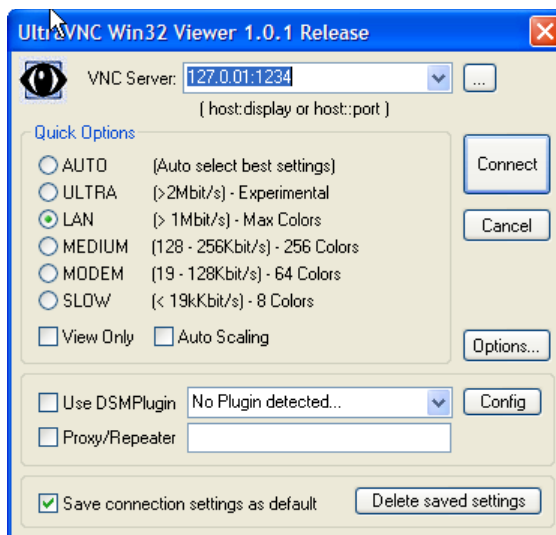 UltraVNC Win32 Viewer 1.0.1 Release
VNC Server: 127.0.01:1234 ...
( host:display or host::port )
Quick Options
AUTO (Auto select best settings)
ULTRA (>2Mbit/s) - Experimental
LAN (> 1Mbit/s) - Max Colors
MEDIUM (128 - 256Kbit/s) - 256 Colors
MODEM (19 - 128Kbit/s) - 64 Colors
SLOW (< 19kKbit/s) - 8 Colors
View Only Auto Scaling
Connect
Cancel
Options...
Use DSMPlugin No Plugin detected... Config
Proxy/Repeater
Save connection settings as default Delete saved settings